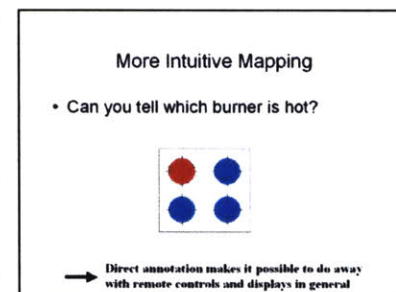 More Intuitive Mapping
• Can you tell which burner is hot?
Direct annotation makes it possible to do away
with remote controls and displays in general